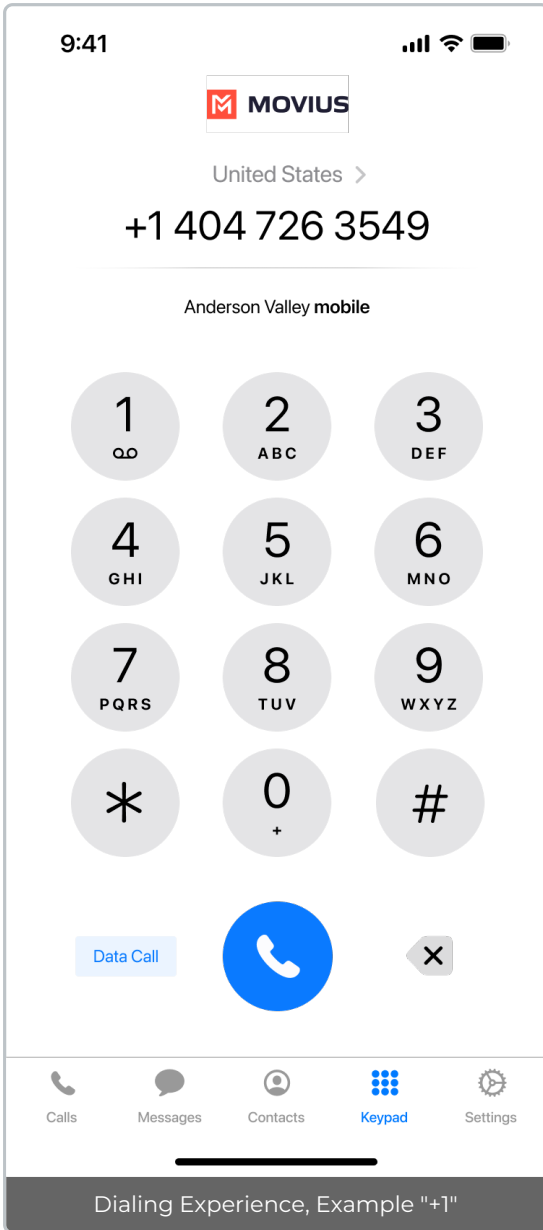 9:41
MOVIUS
United States >
+1 404 726 3549
Anderson Valley mobile
1 2 3
ABC DEF
4 5 6
GHI JKL MNO
7 8 9
PQRS TUV WXYZ
* 0 #
+
Data Call
Calls Messages Contacts Keypad Settings
Dialing Experience, Example "+1"